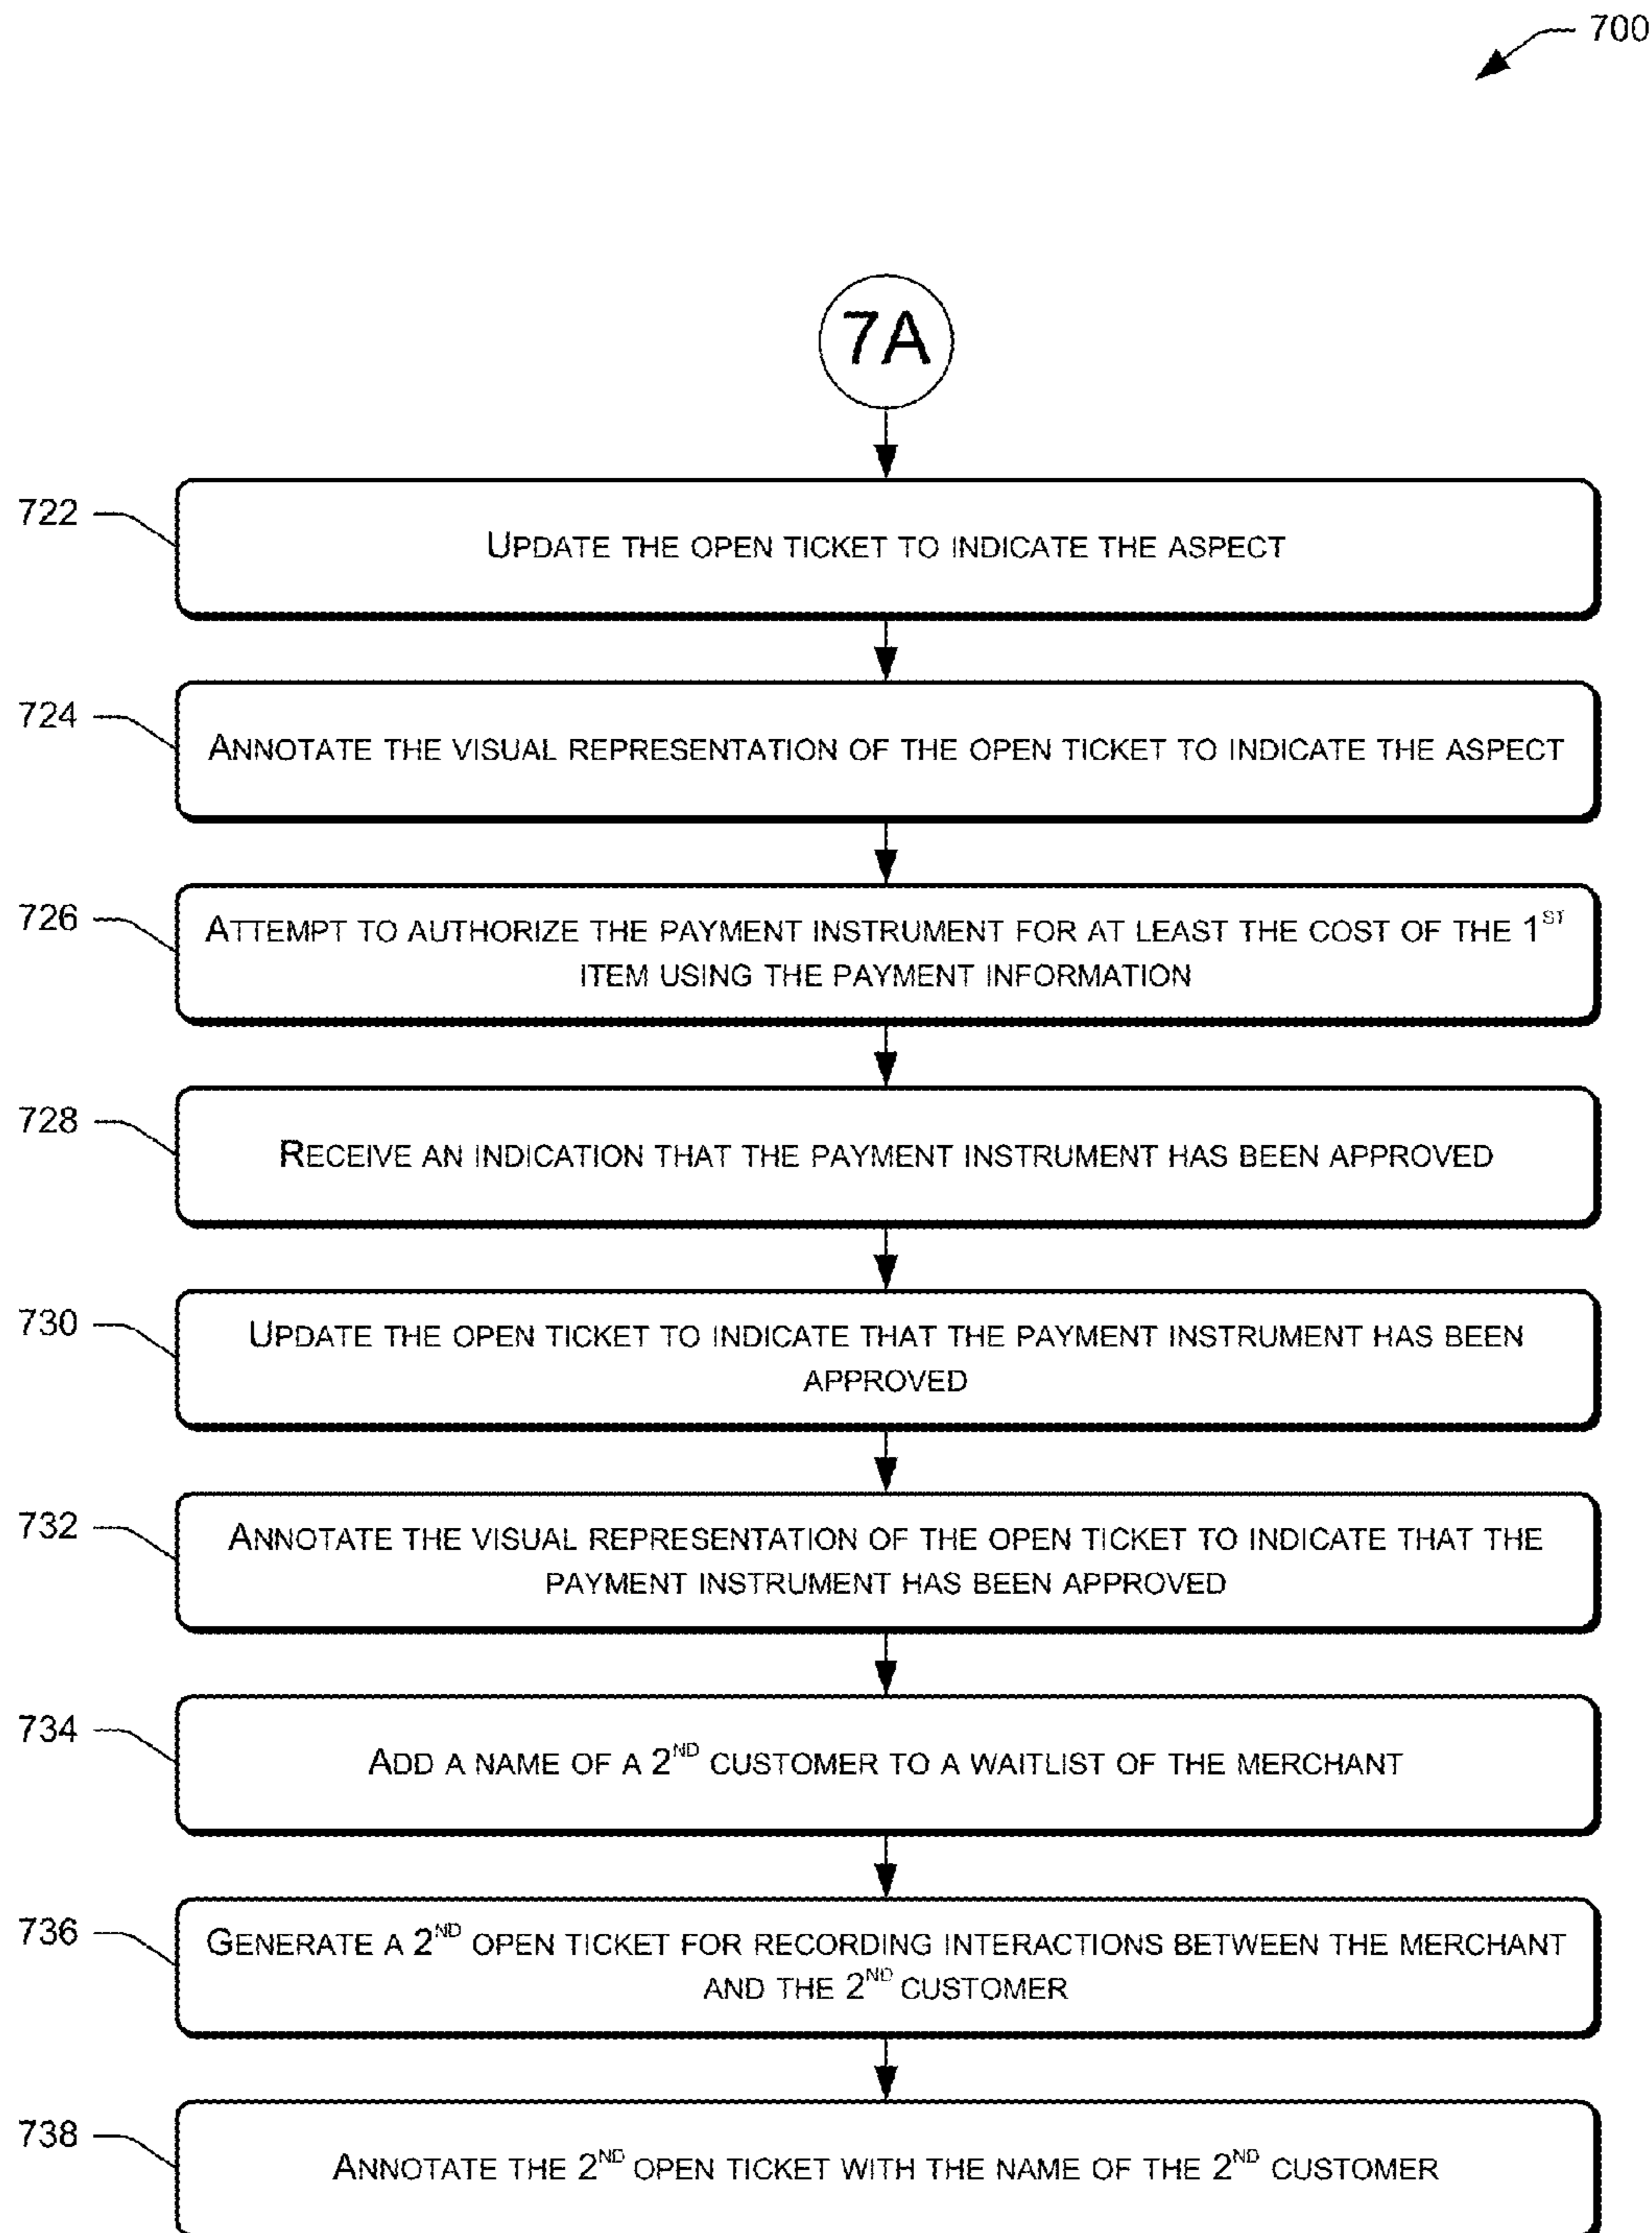 700
7A
722
UPDATE THE OPEN TICKET TO INDICATE THE ASPECT
724
ANNOTATE THE VISUAL REPRESENTATION OF THE OPEN TICKET TO INDICATE THE ASPECT
726
ATTEMPT TO AUTHORIZE THE PAYMENT INSTRUMENT FOR AT LEAST THE COST OF THE 1ST
ITEM USING THE PAYMENT INFORMATION
728
RECEIVE AN INDICATION THAT THE PAYMENT INSTRUMENT HAS BEEN APPROVED
730
UPDATE THE OPEN TICKET TO INDICATE THAT THE PAYMENT INSTRUMENT HAS BEEN
APPROVED
732
ANNOTATE THE VISUAL REPRESENTATION OF THE OPEN TICKET TO INDICATE THAT THE
PAYMENT INSTRUMENT HAS BEEN APPROVED
734
ADD A NAME OF A 2ND CUSTOMER TO A WAITLIST OF THE MERCHANT
736
GENERATE A 2ND OPEN TICKET FOR RECORDING INTERACTIONS BETWEEN THE MERCHANT
AND THE 2ND CUSTOMER
738
ANNOTATE THE 2ND OPEN TICKET WITH THE NAME OF THE 2ND CUSTOMER